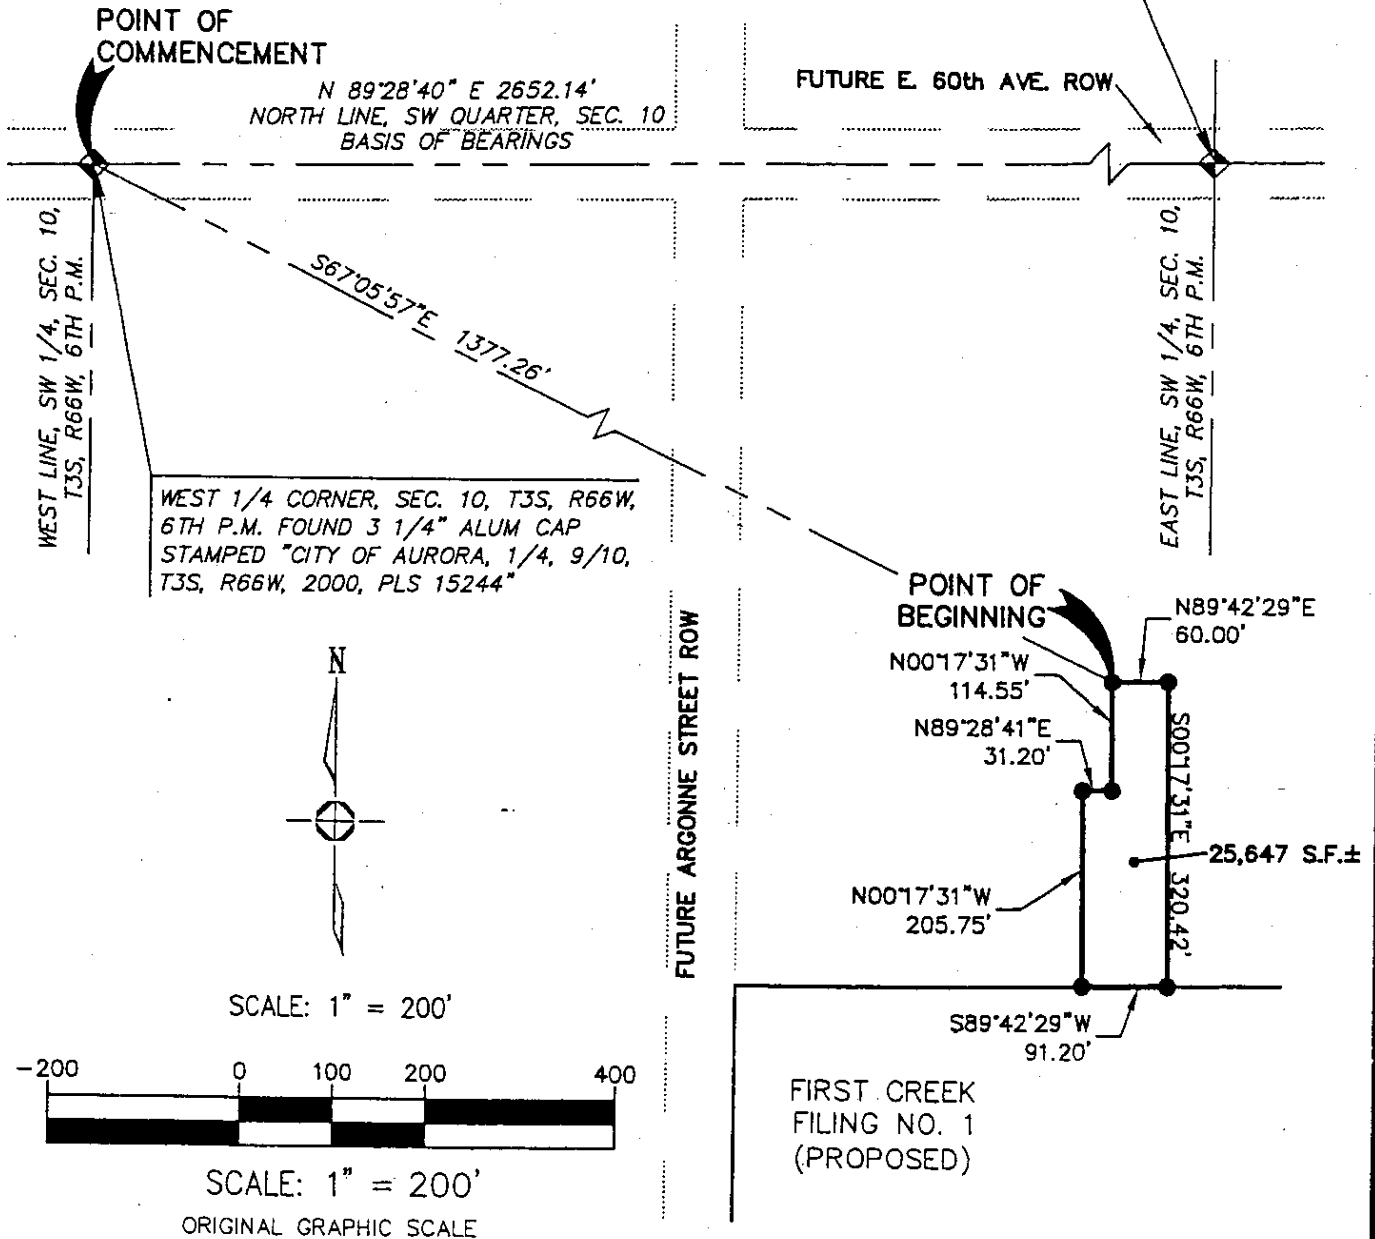 POINT OF
COMMENCEMENT
N 89°28'40" E 2652.14'
NORTH LINE, SW QUARTER, SEC. 10
BASIS OF BEARINGS
FUTURE E. 60th AVE. ROW
WEST LINE, SW 1/4, SEC. 10,
T3S, R66W, 6TH P.M.
S67°05'57"E 1377.26'
EAST LINE, SW 1/4, SEC. 10,
T3S, R66W, 6TH P.M.
WEST 1/4 CORNER, SEC. 10, T3S, R66W,
6TH P.M. FOUND 3 1/4" ALUM CAP
STAMPED "CITY OF AURORA, 1/4, 9/10,
T3S, R66W, 2000, PLS 15244"
POINT OF
BEGINNING
N89°42'29"E
60.00'
N00°17'31"W
114.55'
N89°28'41"E
31.20'
S00°17'31"E 320.42'
25,647 S.F.±
N00°17'31"W
205.75'
S89°42'29"W
91.20'
FUTURE ARGONNE STREET ROW
N
SCALE: 1" = 200'
-200 0 100 200 400
SCALE: 1" = 200'
ORIGINAL GRAPHIC SCALE
FIRST CREEK
FILING NO. 1
(PROPOSED)